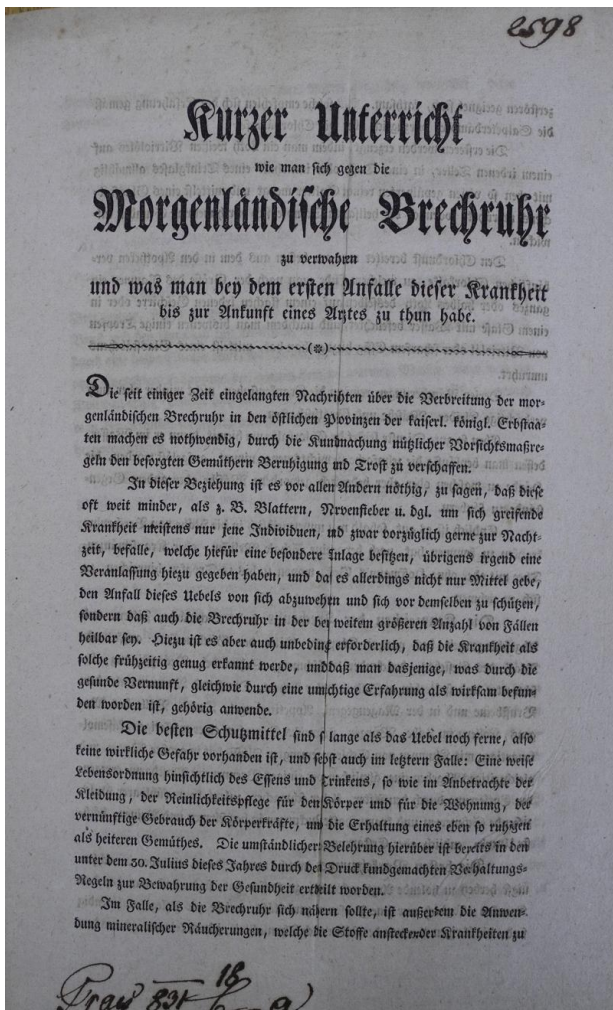 2598
Kurzer Unterricht
wie man sich gegen die
Morgenländische Brechruhr
zu verwahren
und was man bey dem ersten Anfalle dieser Krankheit
bis zur Ankunft eines Arztes zu thun habe.
Die seit einiger Zeit eingelangten Nachrihten über die Verbreitung der mor-
genländischen Brechruhr in den östlichen Povinzen der kaiserl. königl. Erbstaa-
ten machen es nothwendig, durch die Kundmachung nützlicher Vorsichtsmaßre-
geln den besorgten Gemüthern Beruhigung und Trost zu verschaffen.
In dieser Beziehung ist es vor allen Andern nöthig, zu sagen, daß diese
oft weit minder, als z. B. Blattern, Nrvenfieber u. dgl. um sich greifende
Krankheit meistens nur jene Individuen, und zwar vorzüglich gerne zur Nacht-
zeit, befalle, welche hiefür eine besondere Anlage besitzen, übrigens irgend eine
Veranlassung hiezu gegeben haben, und daß es allerdings nicht nur Mittel gebe,
den Anfall dieses Uebels von sich abzuwehren und sich vor demselben zu schützen,
sondern daß auch die Brechruhr in der bei weitem größeren Anzahl von Fällen
heilbar sey. Hiezu ist es aber auch unbedingt erforderlich, daß die Krankheit als
solche frühzeitig genug erkannt werde, und daß man dasjenige, was durch die
gesunde Vernunft, gleichwie durch eine umsichtige Erfahrung als wirksam befun-
den worden ist, gehörig anwende.
Die besten Schutzmittel sind so lange als das Uebel noch ferne, also
keine wirkliche Gefahr vorhanden ist, und selbst auch im letztern Falle: Eine weise
Lebensordnung hinsichtlich des Essens und Trinkens, so wie im Anbetrachte der
Kleidung, der Reinlichkeitspflege für den Körper und für die Wohnung, der
vernünftige Gebrauch der Körperkräfte, und die Erhaltung eines eben so ruhigen
als heiteren Gemüthes. Die umständlichere Belehrung hierüber ist bereits in den
unter dem 30. Julius dieses Jahres durch den Druck kundgemachten Verhaltungs-
Regeln zur Bewahrung der Gesundheit ertheilt worden.
Im Falle, als die Brechruhr sich nähern sollte, ist außerdem die Anwen-
dung mineralischer Räucherungen, welche die Stoffe ansteckender Krankheiten zu